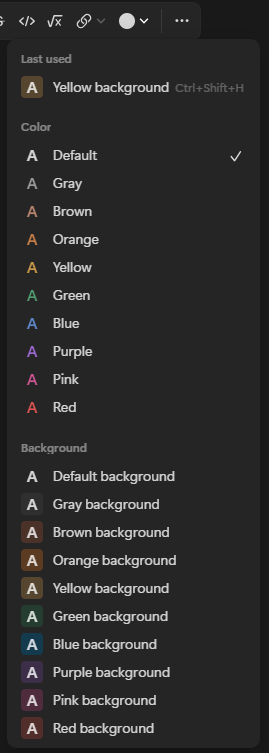 Last used
A Yellow background Ctrl+Shift+H
Color
A Default
A Gray
A Brown
A Orange
A Yellow
A Green
A Blue
A Purple
A Pink
A Red
Background
A Default background
A Gray background
A Brown background
A Orange background
A Yellow background
A Green background
A Blue background
A Purple background
A Pink background
A Red background